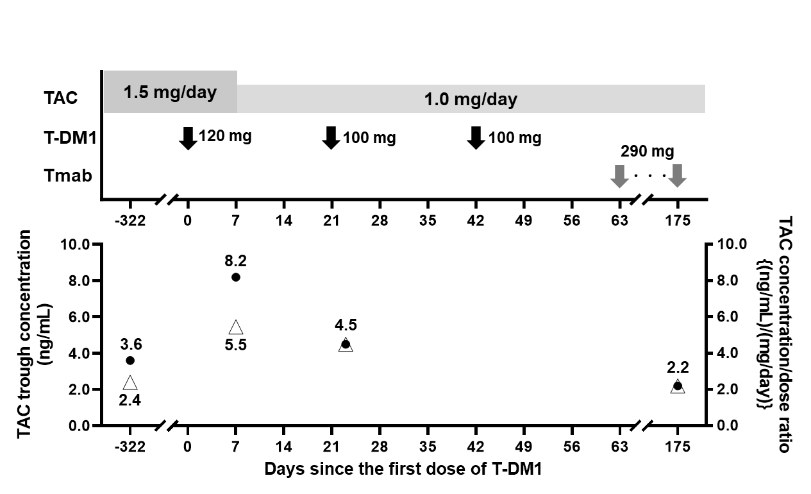 TAC
1.5 mg/day
1.0 mg/day
T-DM1
120 mg
100 mg
100 mg
Tmab
290 mg
-322 0 7 14 21 28 35 42 49 56 63 175
TAC trough concentration
(ng/mL)
10.0
8.0
6.0
4.0
2.0
0.0
3.6
2.4
8.2
5.5
4.5
2.2
10.0
8.0
6.0
4.0
2.0
0.0
TAC concentration/dose ratio
{(ng/mL)/(mg/day)}
-322 0 7 14 21 28 35 42 49 56 63 175
Days since the first dose of T-DM1